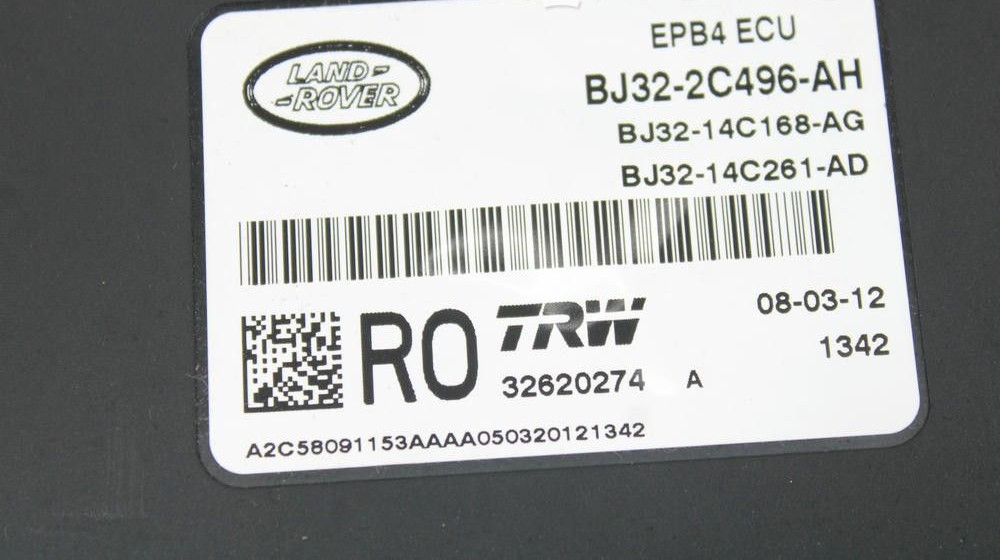 LAND-
-ROVER
EPB4 ECU
BJ32-2C496-AH
BJ32-14C168-AG
BJ32-14C261-AD
RO
TRW
32620274 A
08-03-12
1342
A2C58091153AAAA050320121342